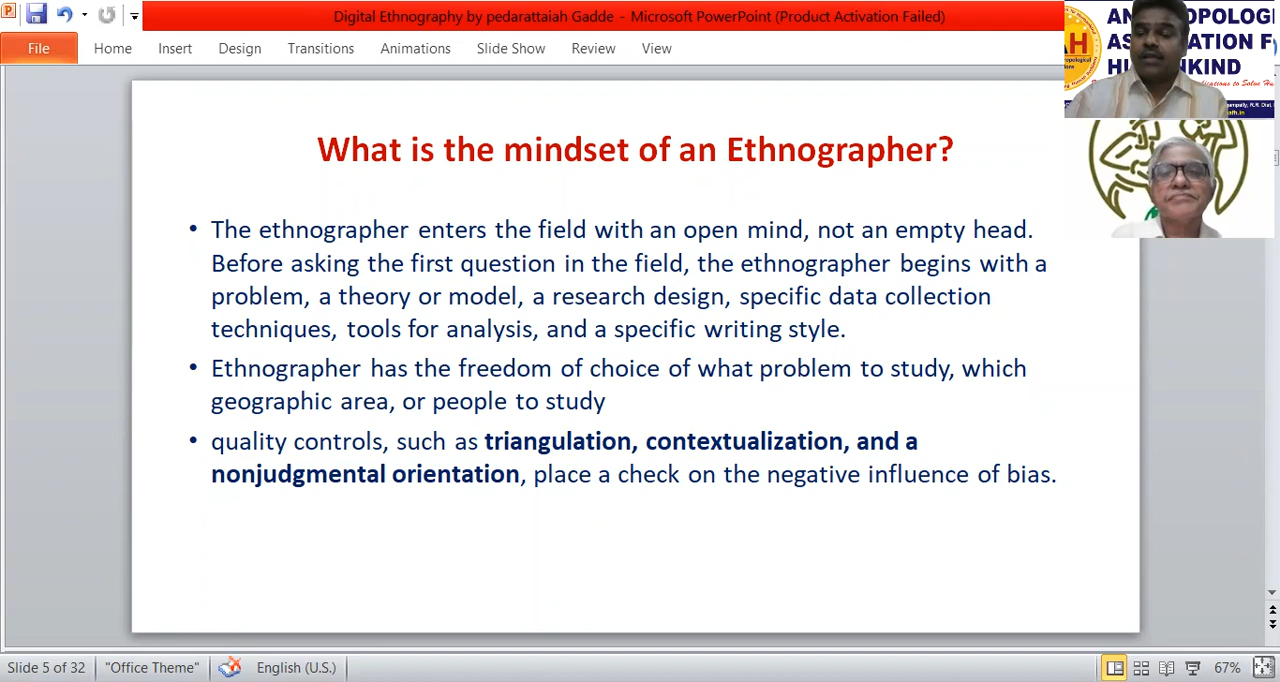 Digital Ethnography by pedarattaiah Gadde - Microsoft PowerPoint (Product Activation Failed)
File Home Insert Design Transitions Animations Slide Show Review View
H
What is the mindset of an Ethnographer?
• The ethnographer enters the field with an open mind, not an empty head.
Before asking the first question in the field, the ethnographer begins with a
problem, a theory or model, a research design, specific data collection
techniques, tools for analysis, and a specific writing style.
• Ethnographer has the freedom of choice of what problem to study, which
geographic area, or people to study
• quality controls, such as triangulation, contextualization, and a
nonjudgmental orientation, place a check on the negative influence of bias.
Slide 5 of 32 "Office Theme" English (U.S.) 67%